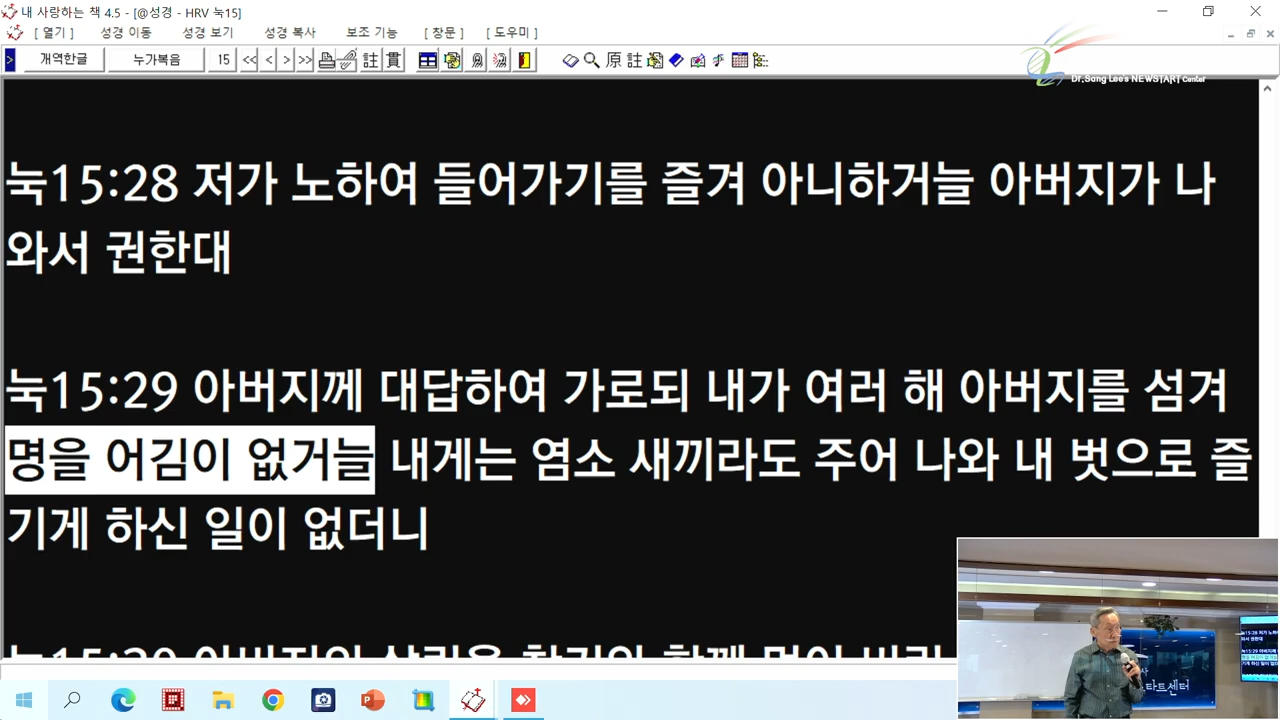 내 사랑하는 책 4.5 - [@성경 - HRV 눅15]
[ 열기 ] 성경 이동 성경 보기 성경 복사 보조 기능 [ 창문 ] [ 도우미 ]
개역한글 누가복음 15 << < > >> 註 貫 原 註
Dr.Sang Lee's NEWSTART Center
눅15:28 저가 노하여 들어가기를 즐겨 아니하거늘 아버지가 나
와서 권한대
눅15:29 아버지께 대답하여 가로되 내가 여러 해 아버지를 섬겨
명을 어김이 없거늘 내게는 염소 새끼라도 주어 나와 내 벗으로 즐
기게 하신 일이 없더니